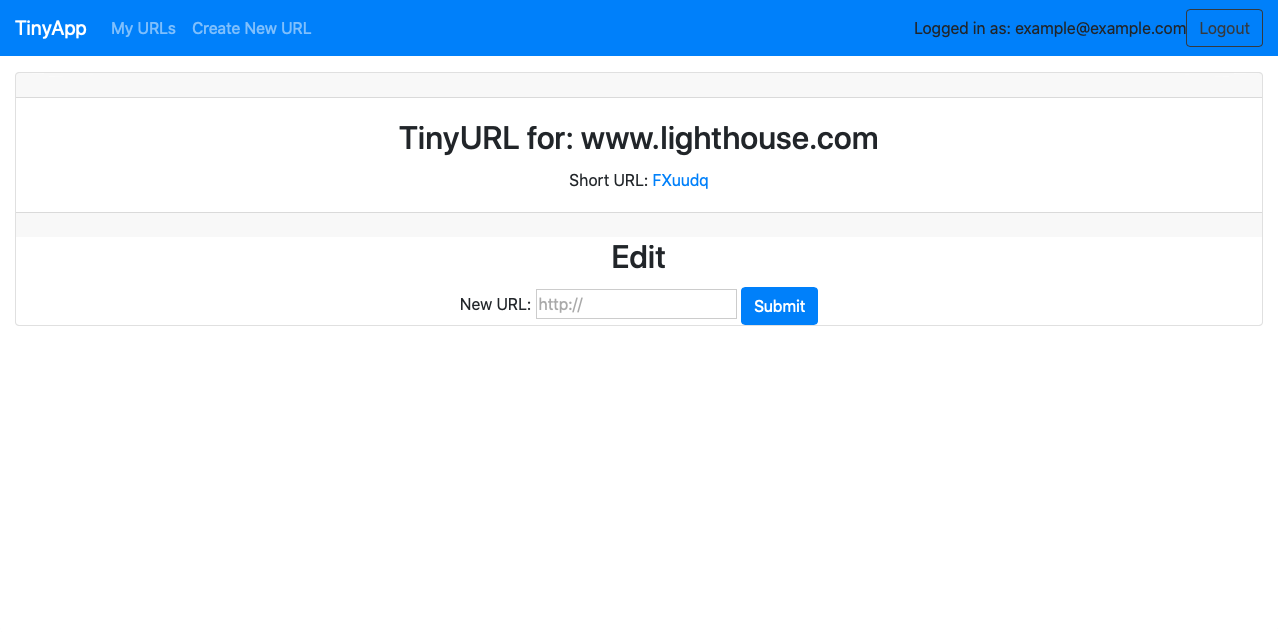 TinyApp My URLs Create New URL Logged in as: example@example.com Logout
TinyURL for: www.lighthouse.com
Short URL: FXuudq
Edit
New URL: http:// Submit